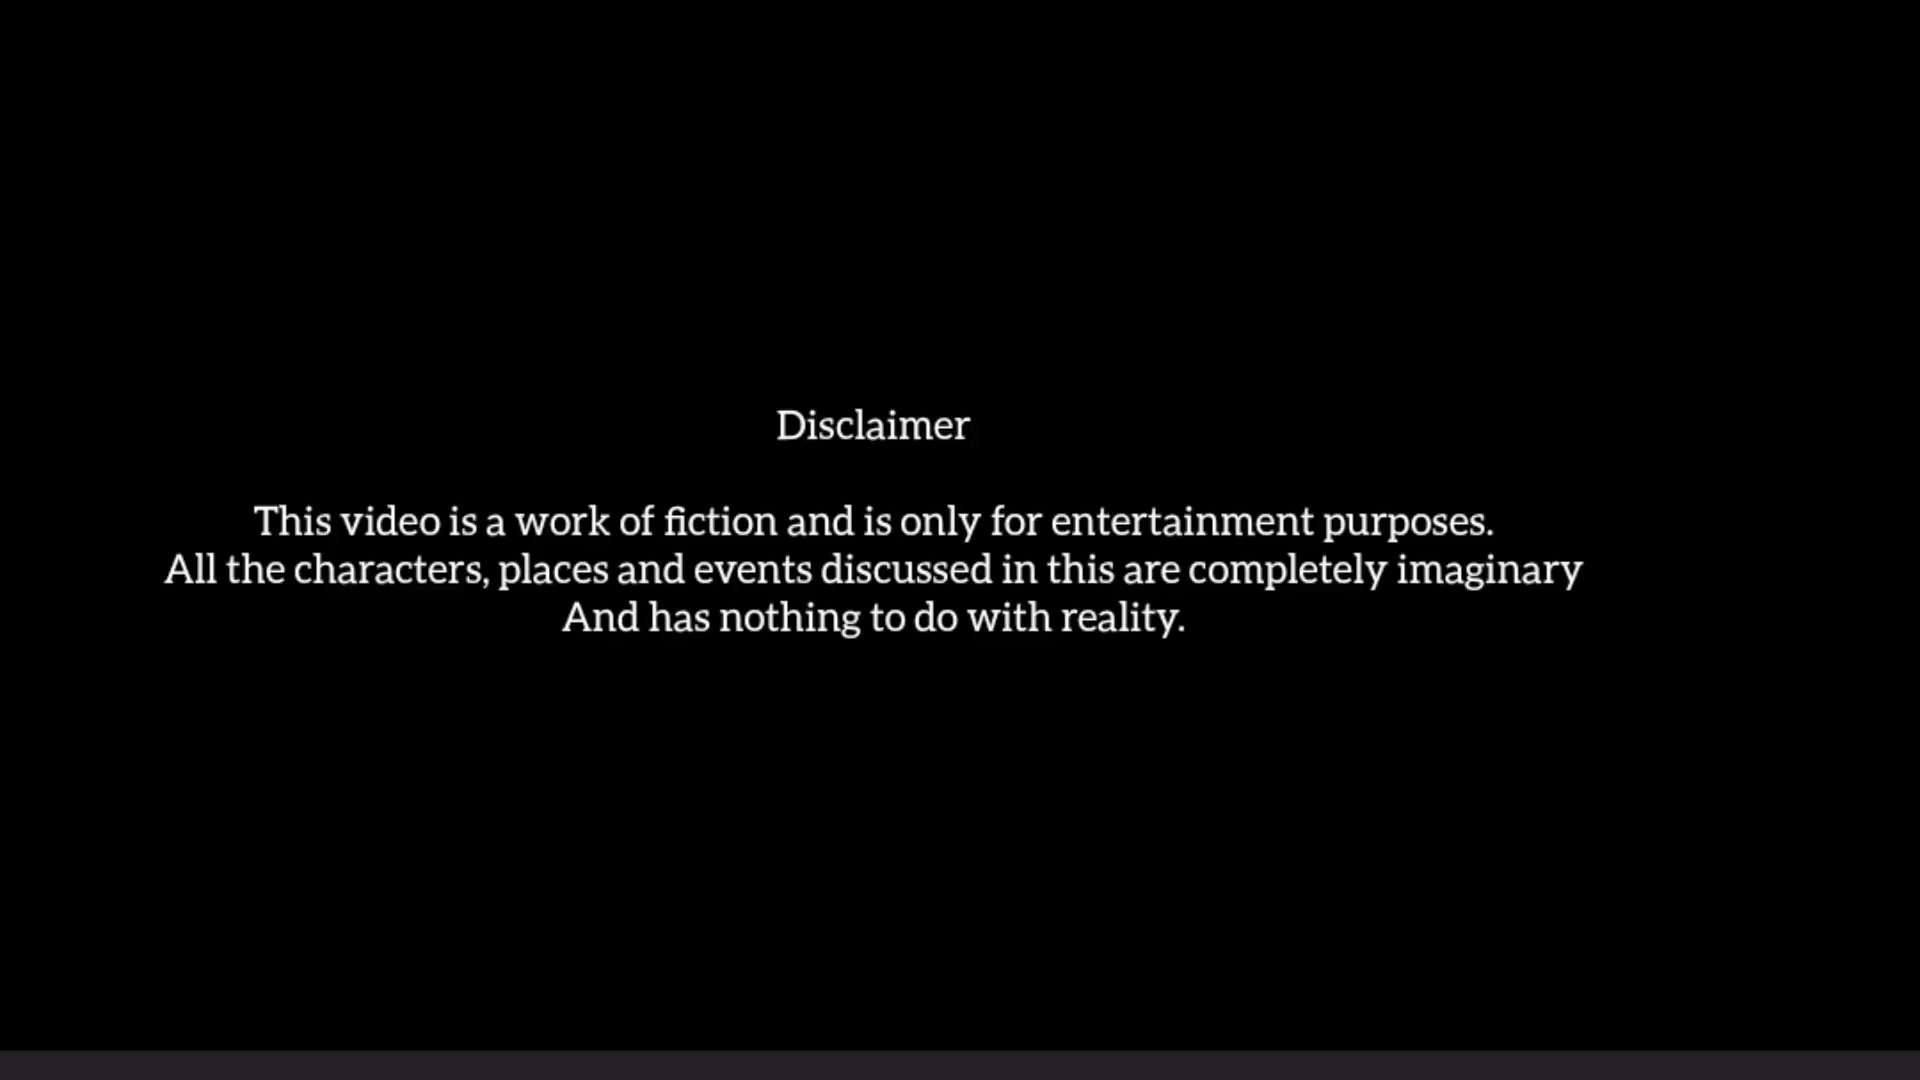 Disclaimer
This video is a work of fiction and is only for entertainment purposes.
All the characters, places and events discussed in this are completely imaginary
And has nothing to do with reality.